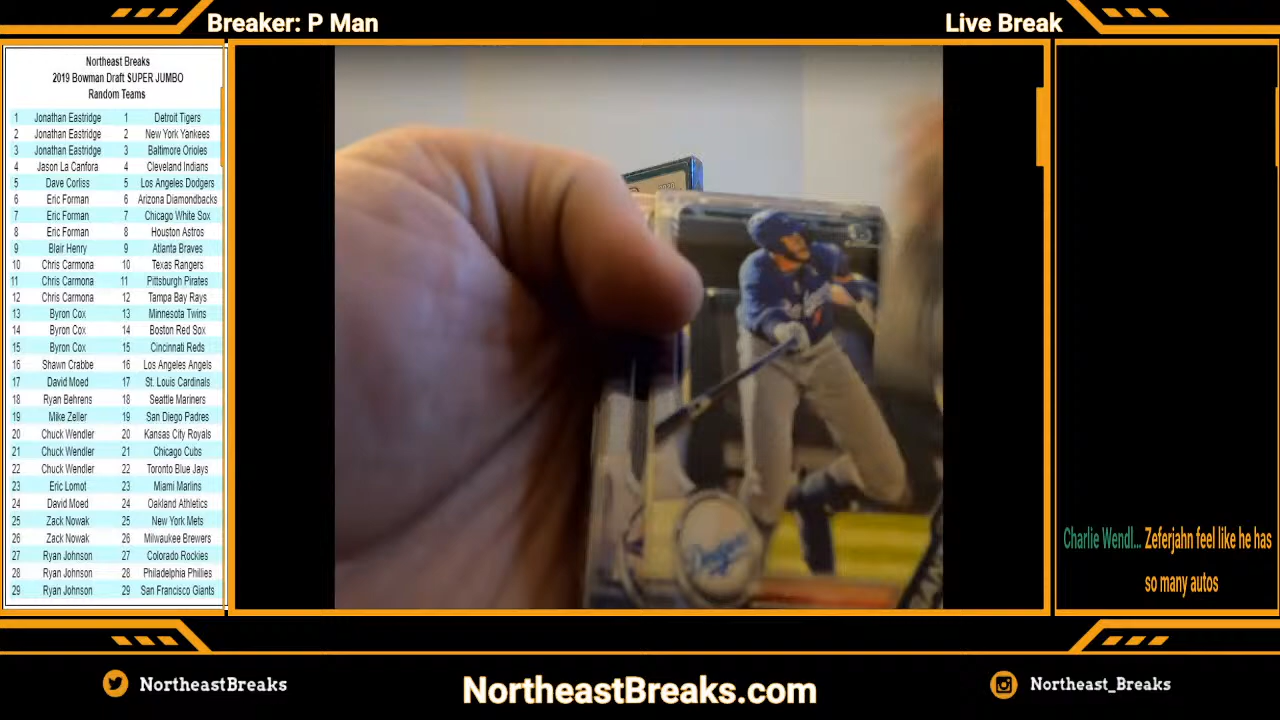 Breaker: P Man
Live Break
Northeast Breaks
2019 Bowman Draft SUPER JUMBO
Random Teams
1 Jonathan Eastridge 1 Detroit Tigers
2 Jonathan Eastridge 2 New York Yankees
3 Jonathan Eastridge 3 Baltimore Orioles
4 Jason La Canfora 4 Cleveland Indians
5 Dave Corliss 5 Los Angeles Dodgers
6 Eric Forman 6 Arizona Diamondbacks
7 Eric Forman 7 Chicago White Sox
8 Eric Forman 8 Houston Astros
9 Blair Henry 9 Atlanta Braves
10 Chris Carmona 10 Texas Rangers
11 Chris Carmona 11 Pittsburgh Pirates
12 Chris Carmona 12 Tampa Bay Rays
13 Byron Cox 13 Minnesota Twins
14 Byron Cox 14 Boston Red Sox
15 Byron Cox 15 Cincinnati Reds
16 Shawn Crabbe 16 Los Angeles Angels
17 David Moed 17 St. Louis Cardinals
18 Ryan Behrens 18 Seattle Mariners
19 Mike Zeller 19 San Diego Padres
20 Chuck Wendler 20 Kansas City Royals
21 Chuck Wendler 21 Chicago Cubs
22 Chuck Wendler 22 Toronto Blue Jays
23 Eric Lomot 23 Miami Marlins
24 David Moed 24 Oakland Athletics
25 Zack Nowak 25 New York Mets
26 Zack Nowak 26 Milwaukee Brewers
27 Ryan Johnson 27 Colorado Rockies
28 Ryan Johnson 28 Philadelphia Phillies
29 Ryan Johnson 29 San Francisco Giants
Dodgers
Charlie Wendl... Zeferjahn feel like he has
so many autos
NortheastBreaks
NortheastBreaks.com
Northeast_Breaks